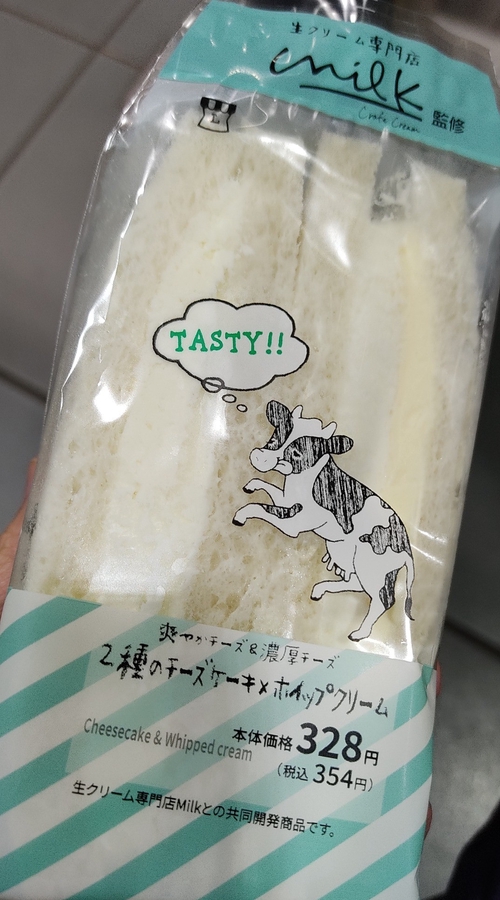 生クリーム専門店
milk
Crafe Cream
監修
TASTY!!
爽やかチーズ&濃厚チーズ
2種のチーズケーキ×ホイップクリーム
Cheesecake & Whipped cream
本体価格328円
(税込 354円)
生クリーム専門店Milkとの共同開発商品です。